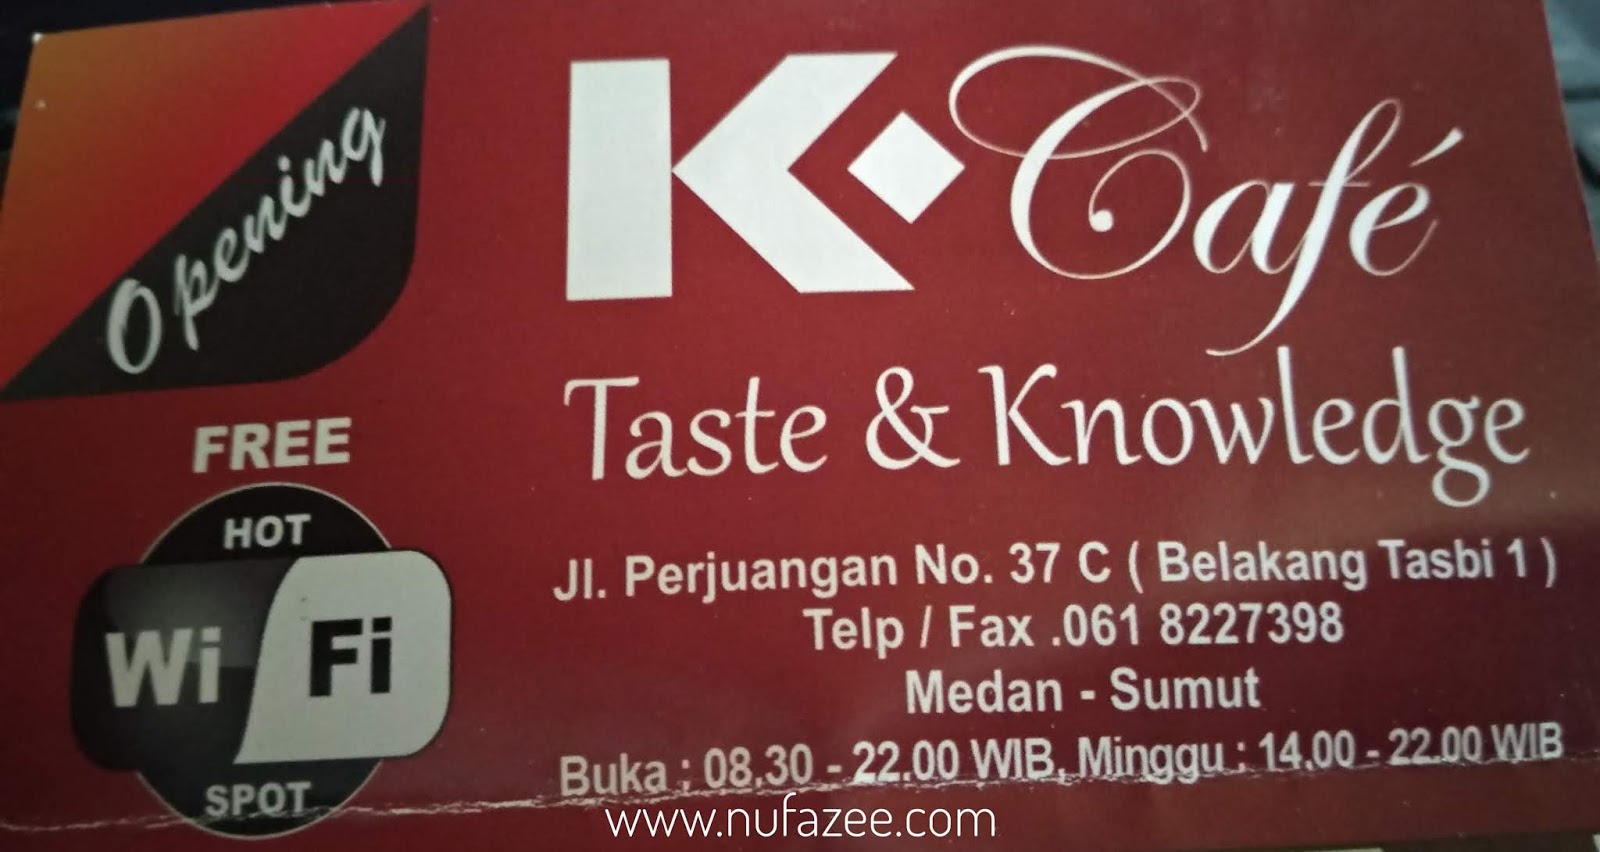 Opening
K Café
Taste & Knowledge
FREE
HOT
Wi Fi
SPOT
Jl. Perjuangan No. 37 C ( Belakang Tasbi 1 )
Telp / Fax .061 8227398
Medan - Sumut
Buka : 08.30 - 22.00 WIB, Minggu : 14.00 - 22.00 WIB
www.nufazee.com